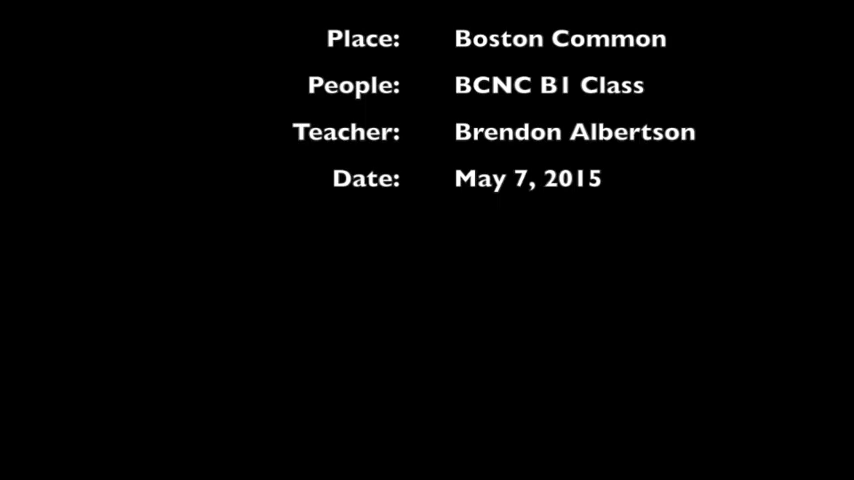 Place: Boston Common
People: BCNC B1 Class
Teacher: Brendon Albertson
Date: May 7, 2015